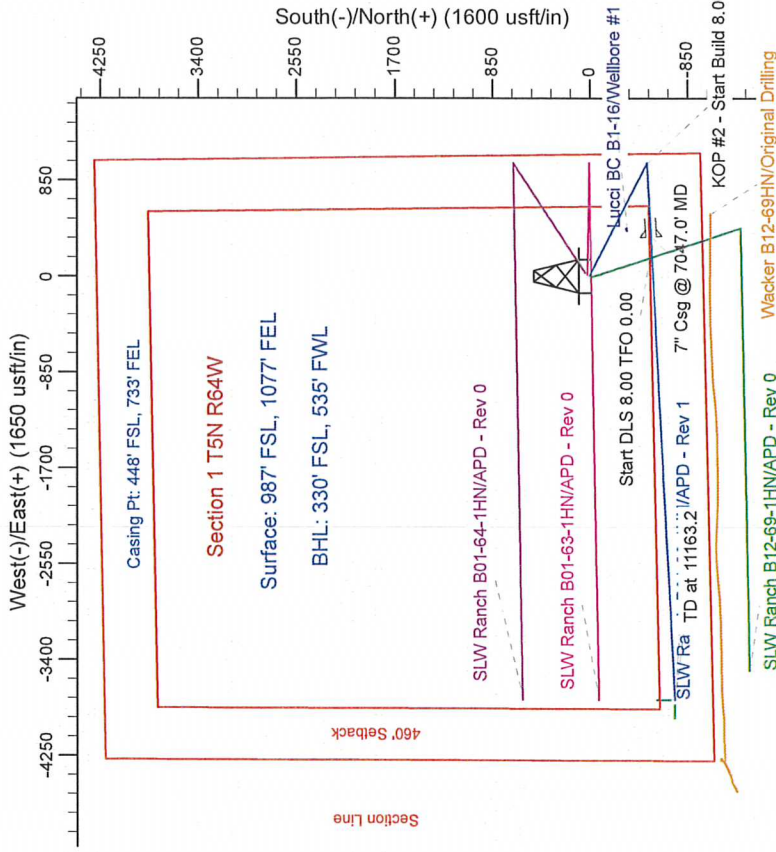 West(-)/East(+) (1650 usft/in)
-4250
-3400
-2550
-1700
-850
0
850
South(-)/North(+) (1600 usft/in)
4250
3400
2550
1700
850
0
-850
Casing Pt: 448' FSL, 733' FEL
Section 1 T5N R64W
Surface: 987' FSL, 1077' FEL
BHL: 330' FSL, 535' FWL
SLW Ranch B01-64-1HN/APD - Rev 0
SLW Ranch B01-63-1HN/APD - Rev 0
Lucci BC B1-16/Wellbore #1
Start DLS 8.00 TFO 0.00
7" Csg @ 7047.0' MD
KOP #2 - Start Build 8.0
SLW Ra
/APD - Rev 1
TD at 11163.2
Wacker B12-69HN/Original Drilling
SLW Ranch B12-69-1HN/APD - Rev 0
460' Setback
Section Line